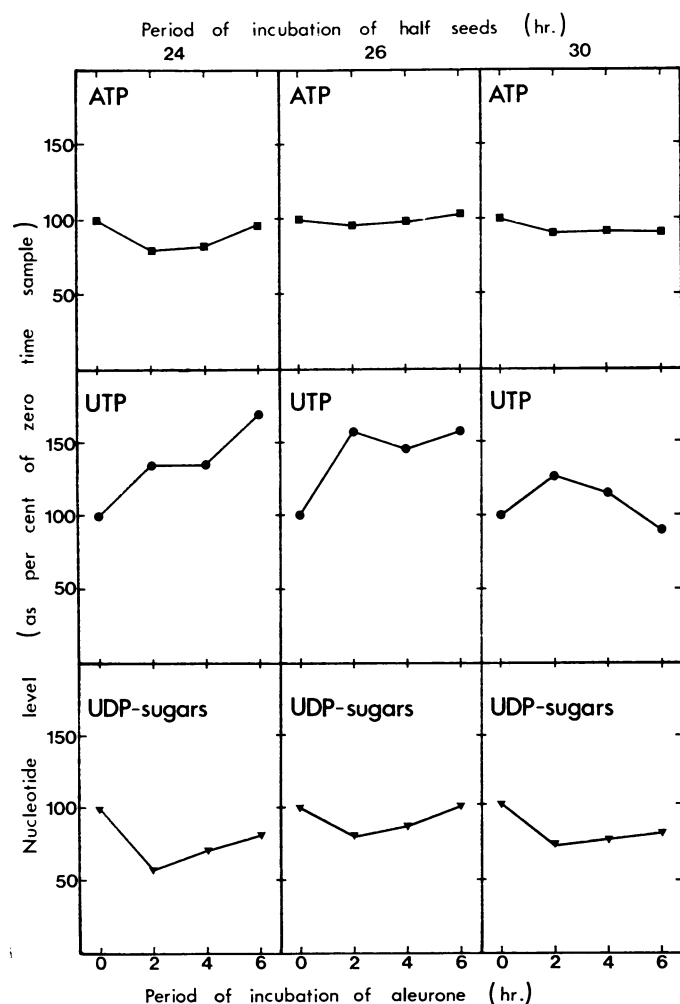 Period of incubation of half seeds (hr.)
24 26 30
ATP ATP ATP
150
100
50
UTP UTP UTP
150
100
50
UDP-sugars UDP-sugars UDP-sugars
150
100
50
0 2 4 6 0 2 4 6 0 2 4 6
Period of incubation of aleurone (hr.)
Nucleotide level (as per cent of zero time sample)